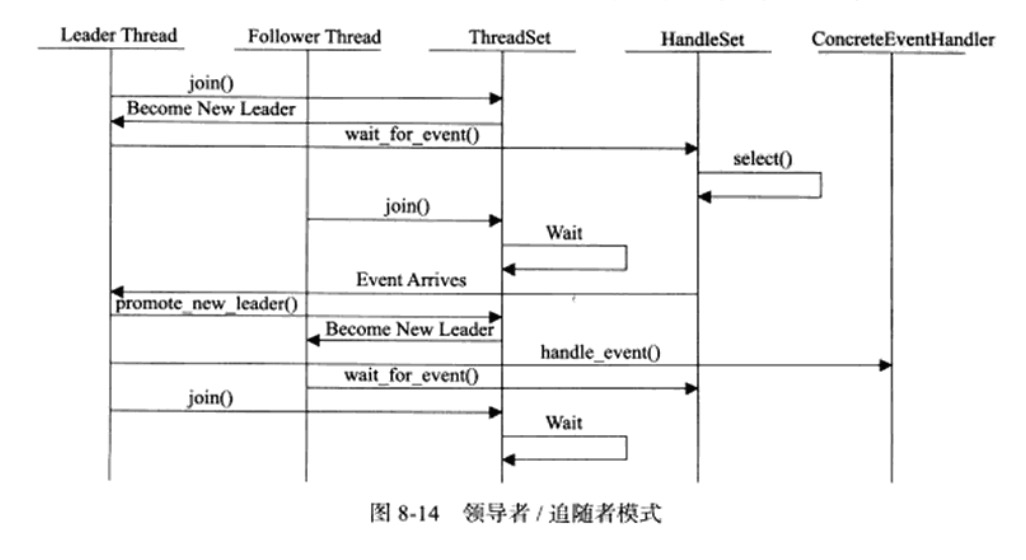 Leader Thread Follower Thread ThreadSet HandleSet ConcreteEventHandler
join()
Become New Leader
wait_for_event()
select()
join()
Wait
Event Arrives
promote_new_leader()
Become New Leader
handle_event()
wait_for_event()
join()
Wait
图 8-14 领导者 / 追随者模式